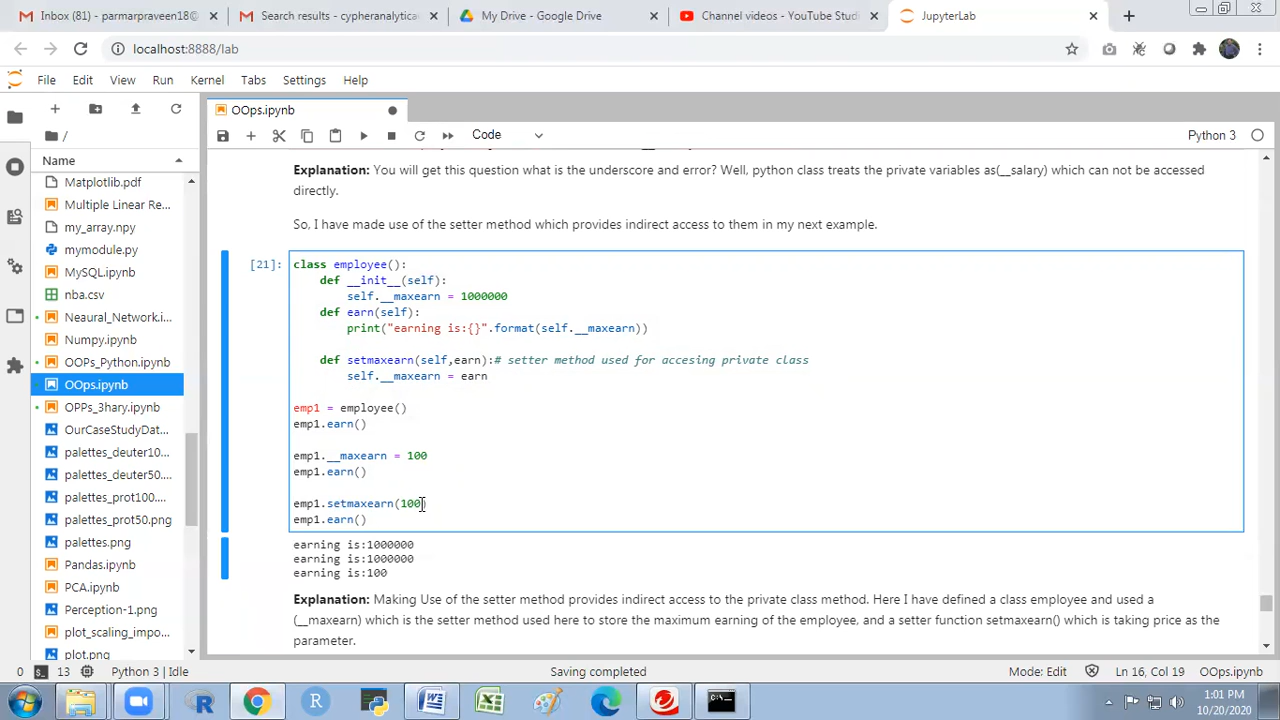 Inbox (81) - parmarpraveen18@
Search results - cypheranalytica
My Drive - Google Drive
Channel videos - YouTube Studi
JupyterLab
localhost:8888/lab
File Edit View Run Kernel Tabs Settings Help
OOps.ipynb
Code
Python 3
/
Name
Matplotlib.pdf
Multiple Linear Re...
my_array.npy
mymodule.py
MySQL.ipynb
nba.csv
Neaural_Network.i...
Numpy.ipynb
OOPs_Python.ipynb
OOps.ipynb
OPPs_3hary.ipynb
OurCaseStudyDat...
palettes_deuter10...
palettes_deuter50....
palettes_prot100....
palettes_prot50.png
palettes.png
Pandas.ipynb
PCA.ipynb
Perception-1.png
plot_scaling_impo...
plot.png
Explanation: You will get this question what is the underscore and error? Well, python class treats the private variables as(__salary) which can not be accessed
directly.
So, I have made use of the setter method which provides indirect access to them in my next example.
[21]:
class employee():
def __init__(self):
self.__maxearn = 1000000
def earn(self):
print("earning is:{}".format(self.__maxearn))
def setmaxearn(self,earn):# setter method used for accesing private class
self.__maxearn = earn
emp1 = employee()
emp1.earn()
emp1.__maxearn = 100
emp1.earn()
emp1.setmaxearn(100)
emp1.earn()
earning is:1000000
earning is:1000000
earning is:100
Explanation: Making Use of the setter method provides indirect access to the private class method. Here I have defined a class employee and used a
(__maxearn) which is the setter method used here to store the maximum earning of the employee, and a setter function setmaxearn() which is taking price as the
parameter.
0 13 Python 3 | Idle
Saving completed
Mode: Edit
Ln 16, Col 19
OOps.ipynb
1:01 PM
10/20/2020